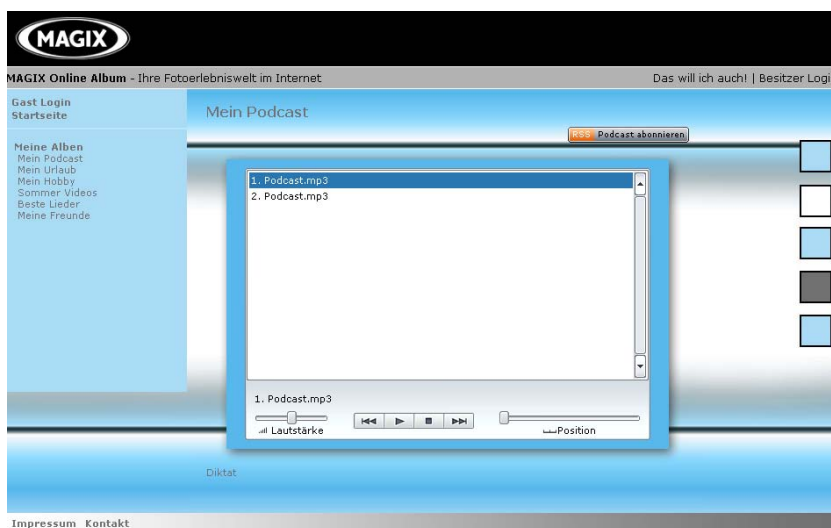 MAGIX
MAGIX Online Album - Ihre Fotoerlebniswelt im Internet
Das will ich auch! | Besitzer Logi
Gast Login
Startseite
Mein Podcast
RSS Podcast abonnieren
Meine Alben
Mein Podcast
Mein Urlaub
Mein Hobby
Sommer Videos
Beste Lieder
Meine Freunde
1. Podcast.mp3
2. Podcast.mp3
1. Podcast.mp3
Lautstärke
Position
Diktat
Impressum Kontakt